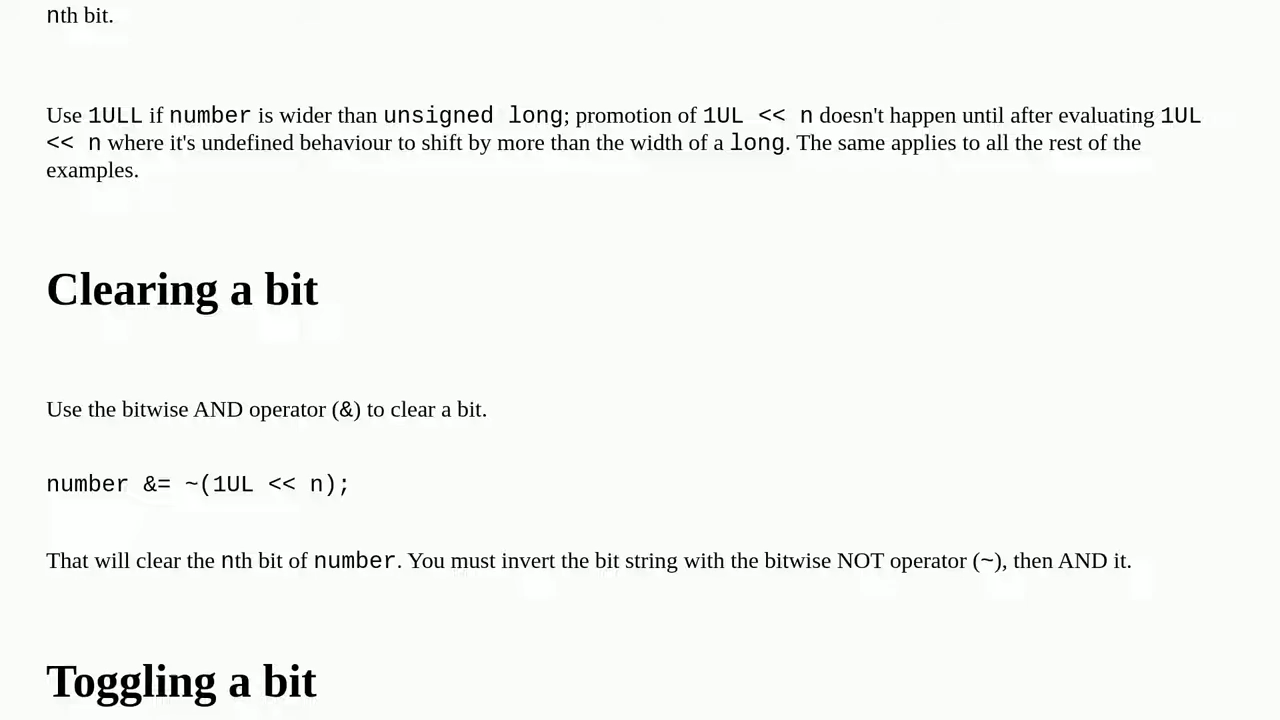 nth bit.
Use 1ULL if number is wider than unsigned long; promotion of 1UL << n doesn't happen until after evaluating 1UL
<< n where it's undefined behaviour to shift by more than the width of a long. The same applies to all the rest of the
examples.
Clearing a bit
Use the bitwise AND operator (&) to clear a bit.
number &= ~(1UL << n);
That will clear the nth bit of number. You must invert the bit string with the bitwise NOT operator (~), then AND it.
Toggling a bit